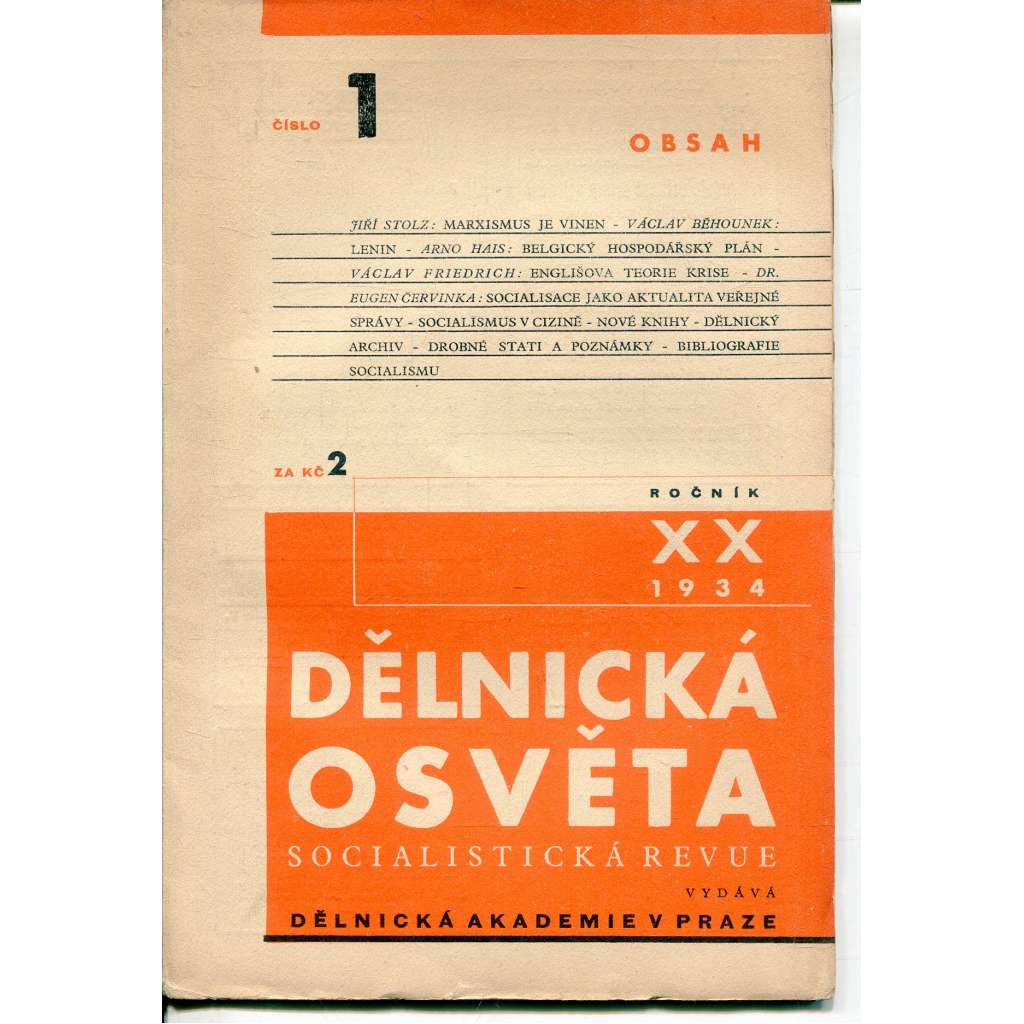 ČÍSLO 1
OBSAH
JIŘÍ STOLZ: MARXISMUS JE VINEN - VÁCLAV BĚHOUNEK:
LENIN - ARNO HAIS: BELGICKÝ HOSPODÁŘSKÝ PLÁN -
VÁCLAV FRIEDRICH: ENGLIŠOVA TEORIE KRISE - DR.
EUGEN ČERVINKA: SOCIALISACE JAKO AKTUALITA VEŘEJNÉ
SPRÁVY - SOCIALISMUS V CIZINĚ - NOVÉ KNIHY - DĚLNICKÝ
ARCHIV - DROBNÉ STATI A POZNÁMKY - BIBLIOGRAFIE
SOCIALISMU
ZA KČ 2
ROČNÍK
XX
1934
DĚLNICKÁ
OSVĚTA
SOCIALISTICKÁ REVUE
VYDÁVÁ
DĚLNICKÁ AKADEMIE V PRAZE